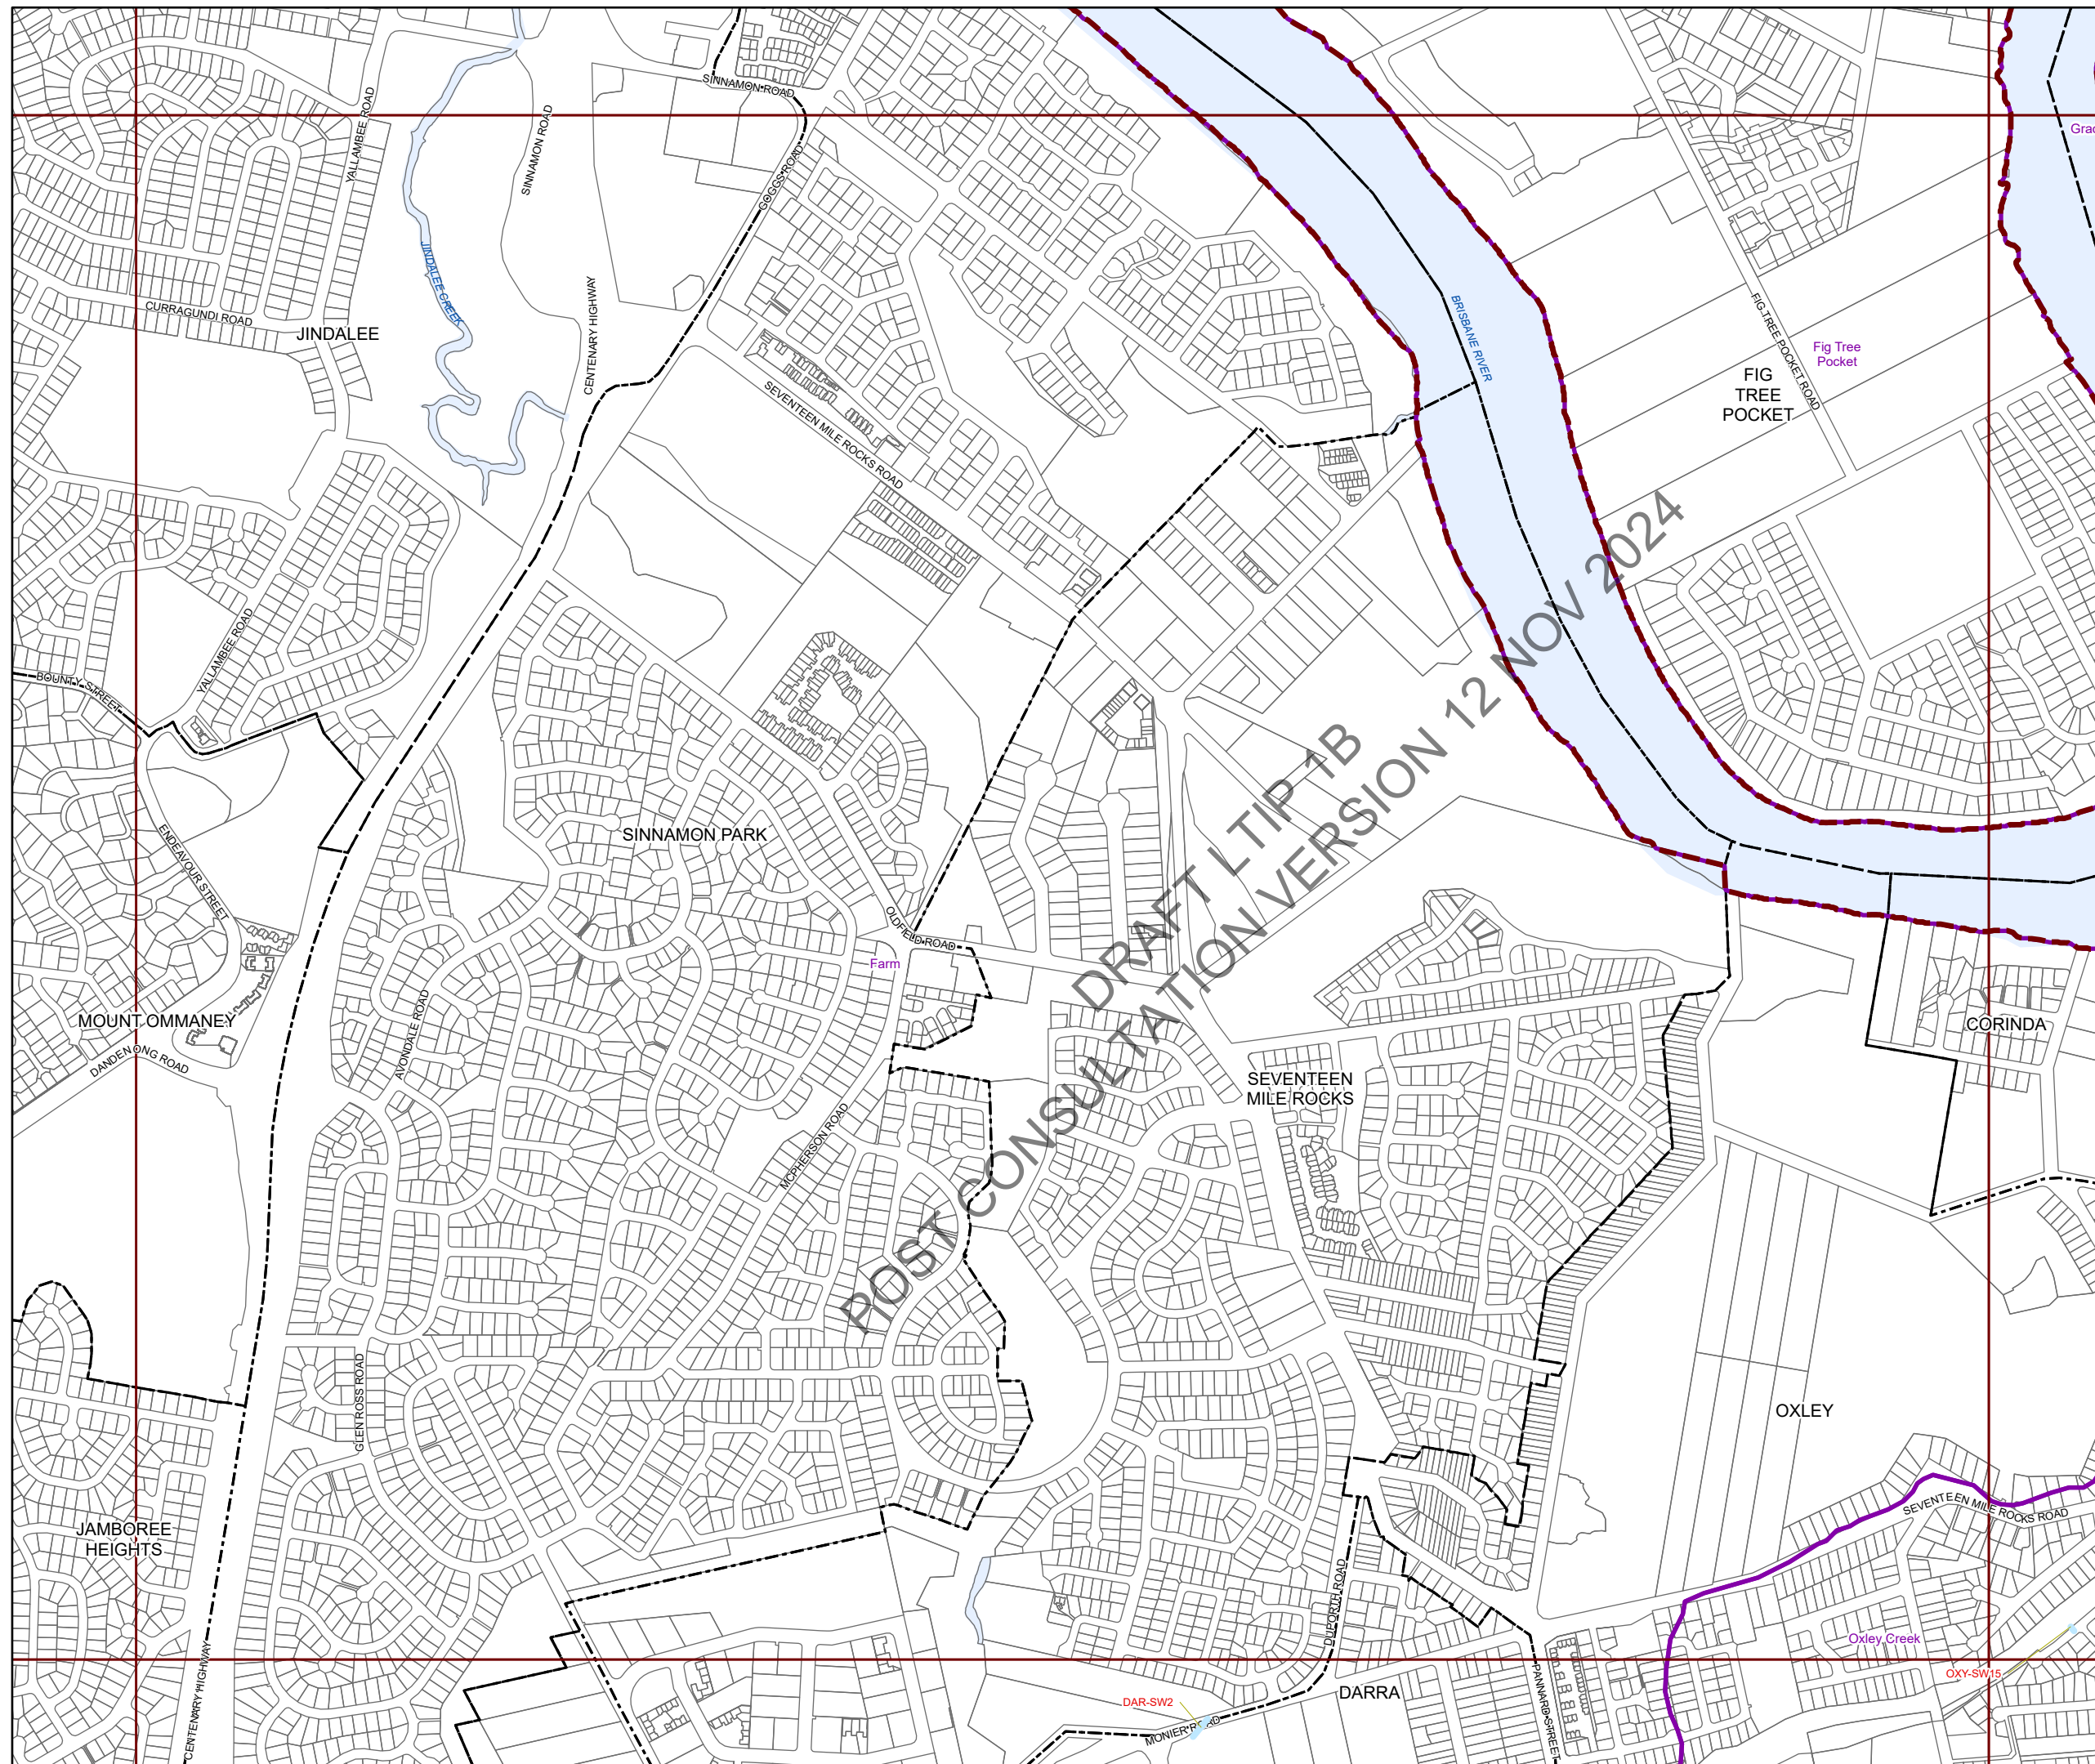 SINNAMON ROAD
YALLAMBEE ROAD
SINNAMON ROAD
GOGGS ROAD
JINDALEE CREEK
CENTENARY HIGHWAY
CURRAGUNDI ROAD
JINDALEE
BRISBANE RIVER
FIG TREE POCKET ROAD
Fig Tree
Pocket
FIG
TREE
POCKET
SEVENTEEN MILE ROCKS ROAD
YALLAMBEE ROAD
BOUNTY STREET
SINNAMON PARK
ENDEAVOUR STREET
OLDFIELD ROAD
Farm
MOUNT OMMANEY
DANDENONG ROAD
AVONDALE ROAD
CORINDA
SEVENTEEN
MILE ROCKS
MCPHERSON ROAD
DRAFT LTIP 1B
POST CONSULTATION VERSION 12 NOV 2024
GLEN ROSS ROAD
OXLEY
SEVENTEEN MILE ROCKS ROAD
JAMBOREE
HEIGHTS
DUPORTH ROAD
Oxley Creek
OXY-SW15
CENTENARY HIGHWAY
DAR-SW2
DARRA
MONIER ROAD
PANNARD STREET